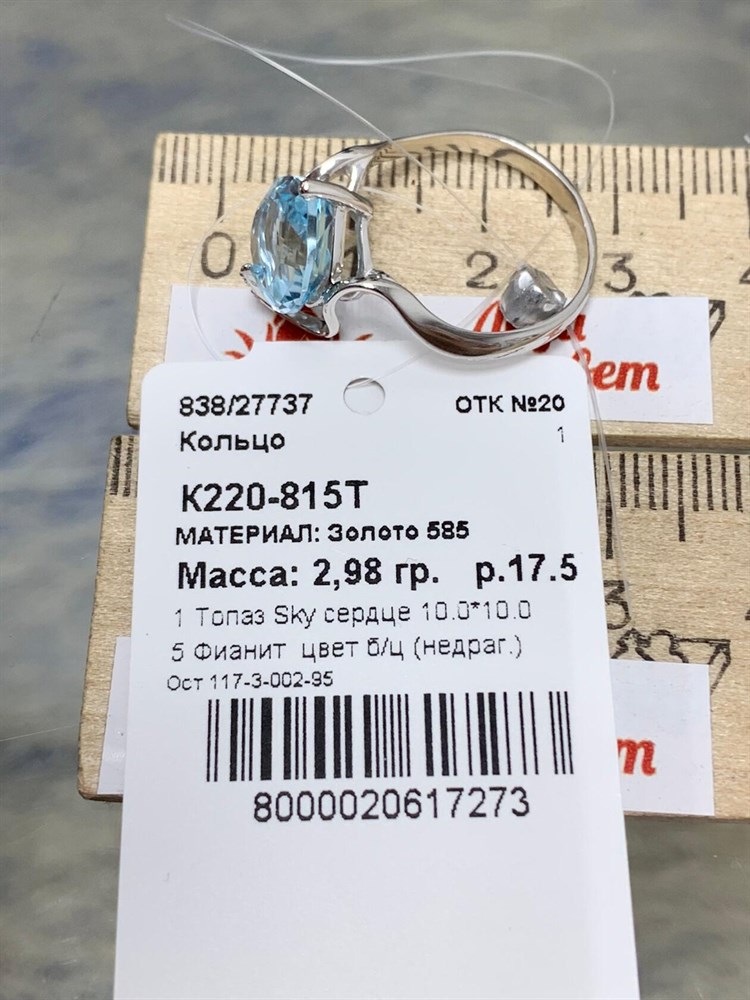 0 2 3
838/27737 ОТК №20
Кольцо 1
К220-815Т
МАТЕРИАЛ: Золото 585
Масса: 2,98 гр. р.17.5
1 Топаз Sky сердце 10.0*10.0
5 Фианит цвет б/ц (недраг.)
Ост 117-3-002-95
8000020617273